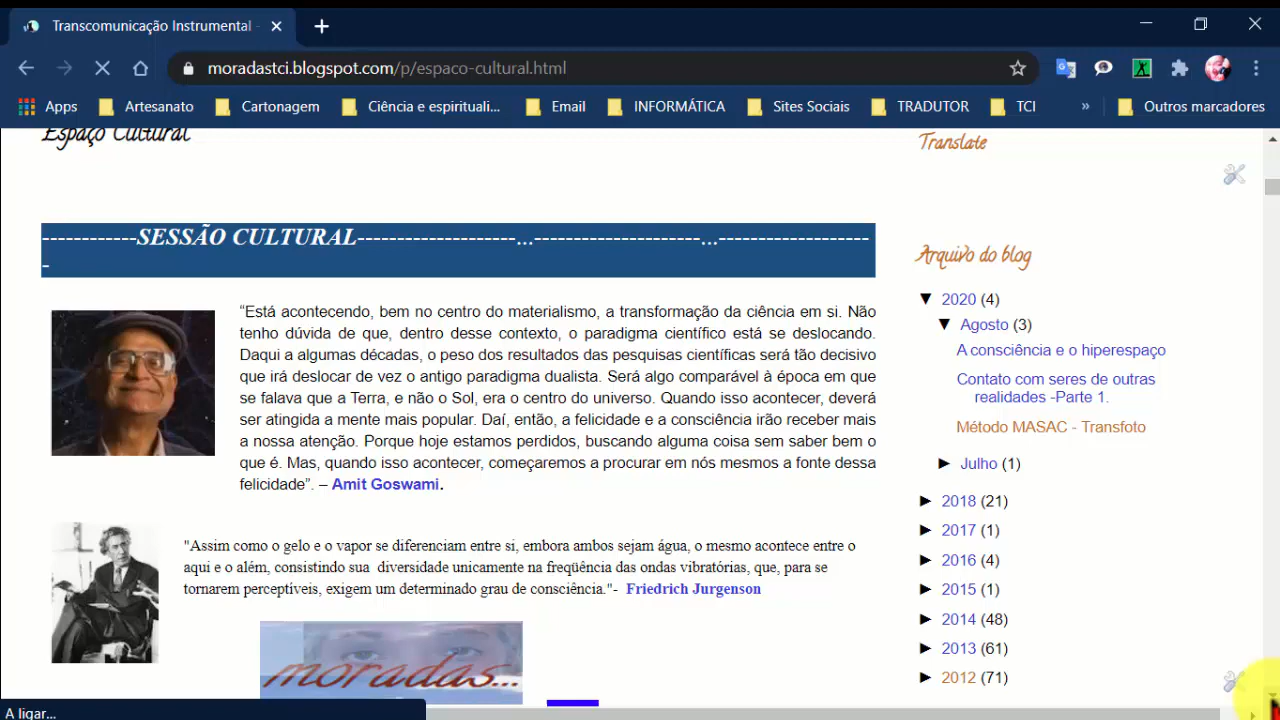 Transcomunicação Instrumental -
moradastci.blogspot.com/p/espaco-cultural.html
Apps Artesanato Cartonagem Ciência e espirituali... Email INFORMÁTICA Sites Sociais TRADUTOR TCI » Outros marcadores
Espaço Cultural
------------SESSÃO CULTURAL--------------------...---------------------...-------------------
-
“Está acontecendo, bem no centro do materialismo, a transformação da ciência em si. Não
tenho dúvida de que, dentro desse contexto, o paradigma científico está se deslocando.
Daqui a algumas décadas, o peso dos resultados das pesquisas científicas será tão decisivo
que irá deslocar de vez o antigo paradigma dualista. Será algo comparável à época em que
se falava que a Terra, e não o Sol, era o centro do universo. Quando isso acontecer, deverá
ser atingida a mente mais popular. Daí, então, a felicidade e a consciência irão receber mais
a nossa atenção. Porque hoje estamos perdidos, buscando alguma coisa sem saber bem o
que é. Mas, quando isso acontecer, começaremos a procurar em nós mesmos a fonte dessa
felicidade”. – Amit Goswami.
"Assim como o gelo e o vapor se diferenciam entre si, embora ambos sejam água, o mesmo acontece entre o
aqui e o além, consistindo sua diversidade unicamente na freqüência das ondas vibratórias, que, para se
tornarem perceptíveis, exigem um determinado grau de consciência."- Friedrich Jurgenson
moradas...
Translate
Arquivo do blog
▼ 2020 (4)
▼ Agosto (3)
A consciência e o hiperespaço
Contato com seres de outras
realidades -Parte 1.
Método MASAC - Transfoto
► Julho (1)
► 2018 (21)
► 2017 (1)
► 2016 (4)
► 2015 (1)
► 2014 (48)
► 2013 (61)
► 2012 (71)
A ligar...